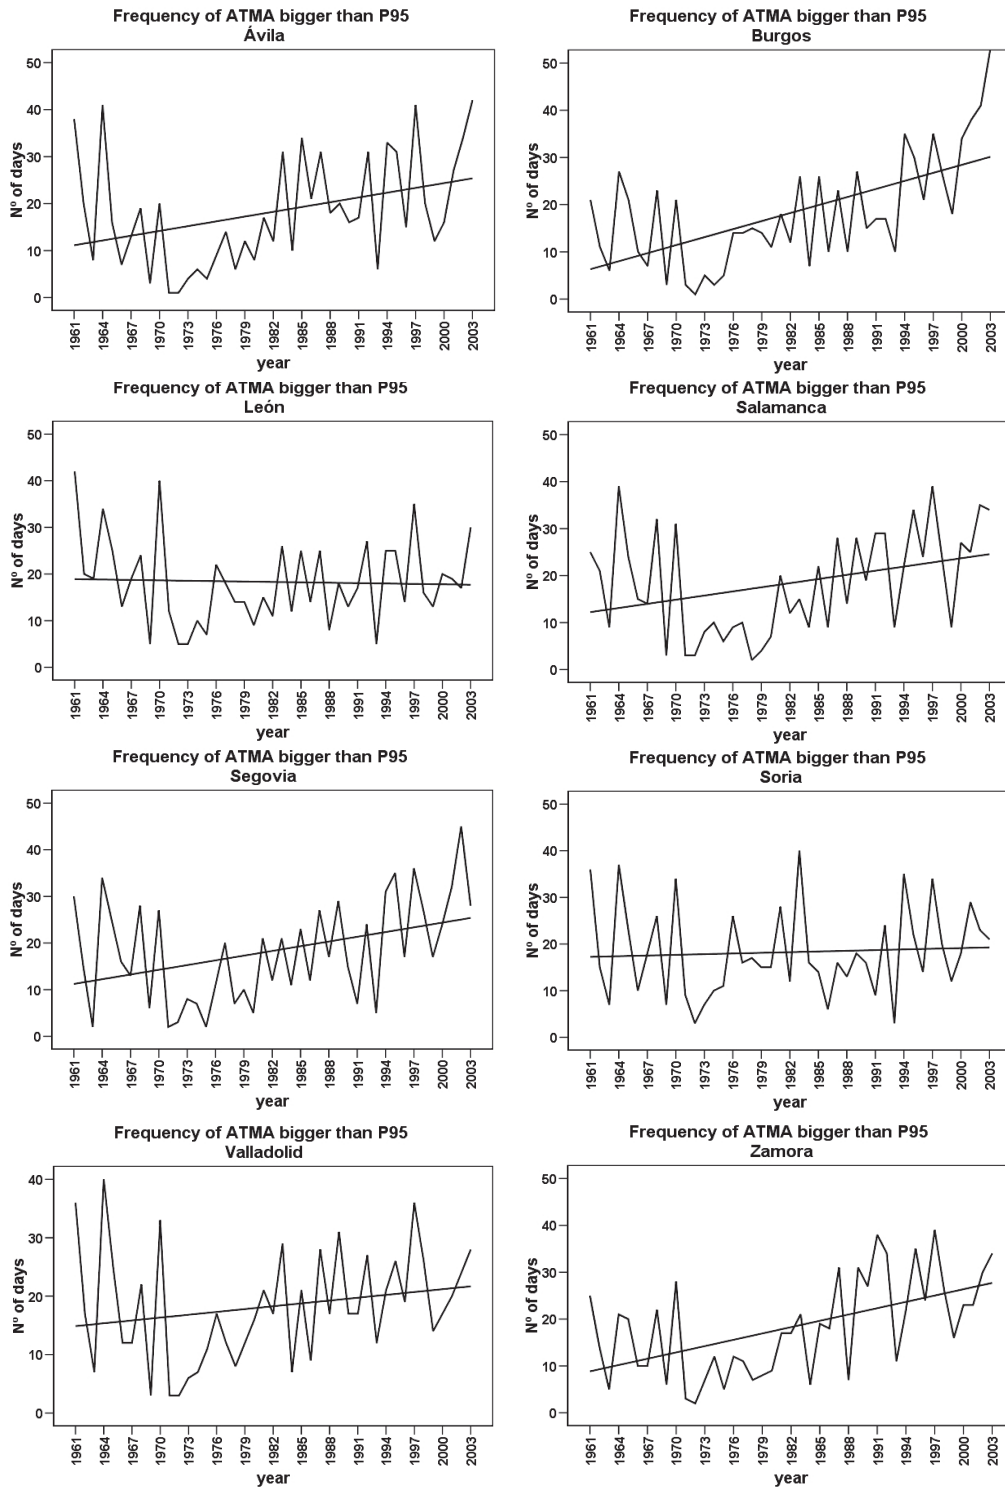 Frequency of ATMA bigger than P95
Ávila
Nº of days
50
40
30
20
10
0
1961 1964 1967 1970 1973 1976 1979 1982 1985 1988 1991 1994 1997 2000 2003
year
Frequency of ATMA bigger than P95
Burgos
Nº of days
50
40
30
20
10
0
1961 1964 1967 1970 1973 1976 1979 1982 1985 1988 1991 1994 1997 2000 2003
year
Frequency of ATMA bigger than P95
León
Nº of days
50
40
30
20
10
0
1961 1964 1967 1970 1973 1976 1979 1982 1985 1988 1991 1994 1997 2000 2003
year
Frequency of ATMA bigger than P95
Salamanca
Nº of days
50
40
30
20
10
0
1961 1964 1967 1970 1973 1976 1979 1982 1985 1988 1991 1994 1997 2000 2003
year
Frequency of ATMA bigger than P95
Segovia
Nº of days
50
40
30
20
10
0
1961 1964 1967 1970 1973 1976 1979 1982 1985 1988 1991 1994 1997 2000 2003
year
Frequency of ATMA bigger than P95
Soria
Nº of days
50
40
30
20
10
0
1961 1964 1967 1970 1973 1976 1979 1982 1985 1988 1991 1994 1997 2000 2003
year
Frequency of ATMA bigger than P95
Valladolid
Nº of days
40
30
20
10
0
1961 1964 1967 1970 1973 1976 1979 1982 1985 1988 1991 1994 1997 2000 2003
year
Frequency of ATMA bigger than P95
Zamora
Nº of days
50
40
30
20
10
0
1961 1964 1967 1970 1973 1976 1979 1982 1985 1988 1991 1994 1997 2000 2003
year